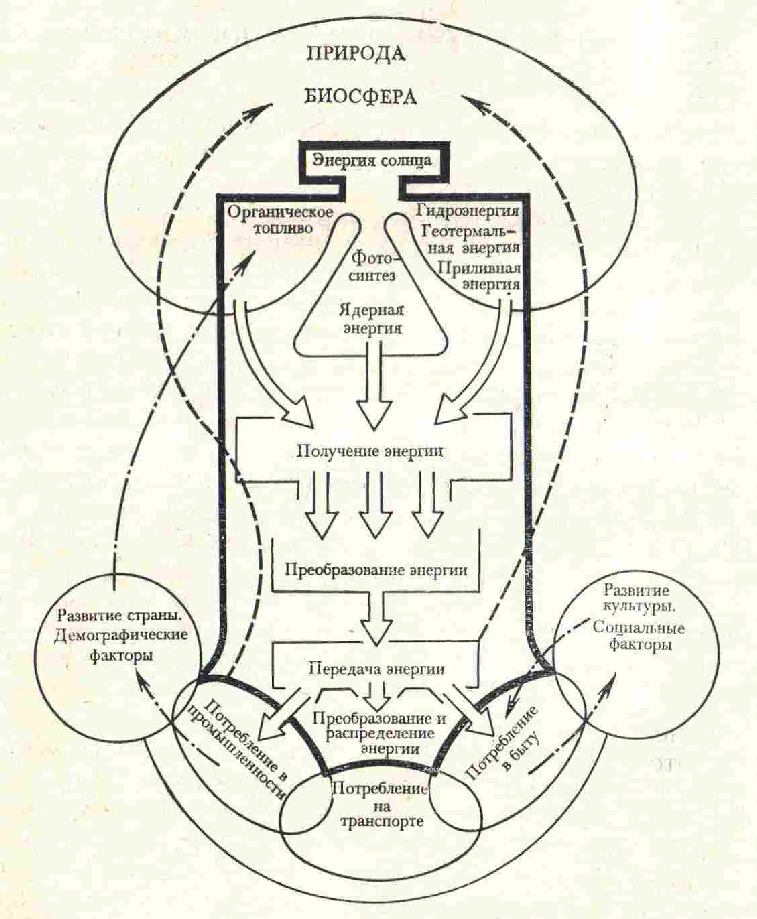 ПРИРОДА
БИОСФЕРА
Энергия солнца
Органическое
топливо
Гидроэнергия
Геотермаль-
ная энергия
Приливная
энергия
Фото-
синтез
Ядерная
энергия
Получение энергии
Преобразование энергии
Развитие страны.
Демографические
факторы
Развитие
культуры.
Социальные
факторы
Передача энергии
Потребление в
промышленности
Преобразование и
распределение
энергии
Потребление
в быту
Потребление
на
транспорте